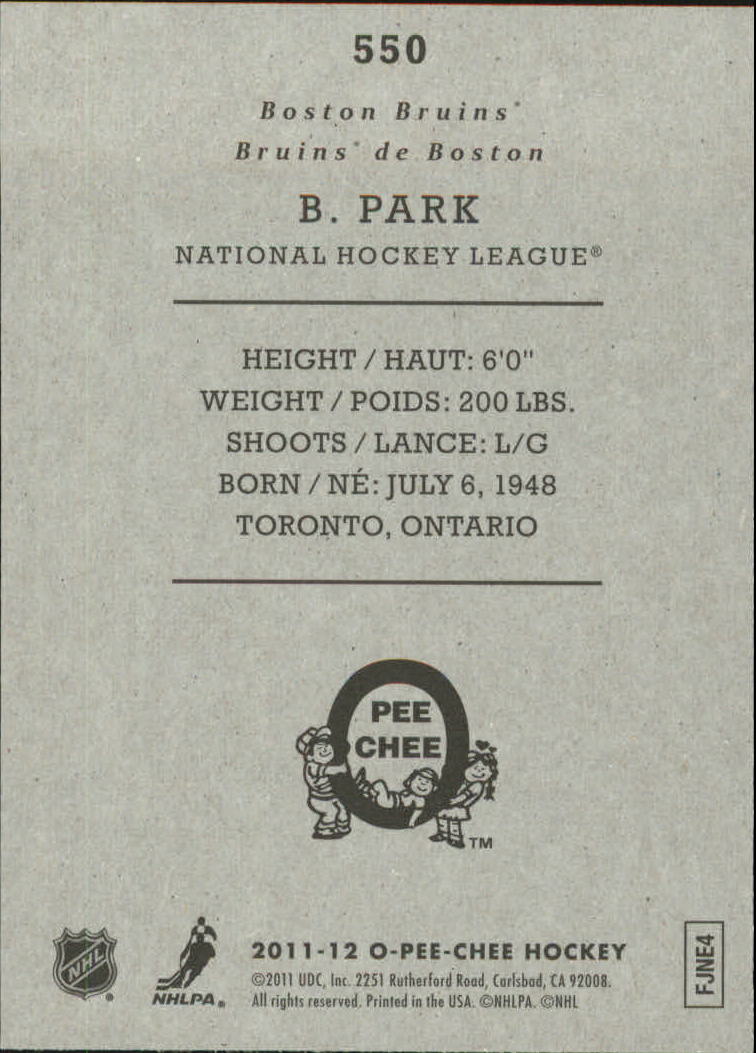 550
Boston Bruins*
Bruins* de Boston
B. PARK
NATIONAL HOCKEY LEAGUE®
HEIGHT / HAUT: 6'0"
WEIGHT / POIDS: 200 LBS.
SHOOTS / LANCE: L/G
BORN / NÉ: JULY 6, 1948
TORONTO, ONTARIO
PEE
CHEE
TM
NHL®
NHLPA®
2011-12 O-PEE-CHEE HOCKEY
©2011 UDC, Inc. 2251 Rutherford Road, Carlsbad, CA 92008.
All rights reserved. Printed in the USA. ©NHLPA. ©NHL
FJNE4